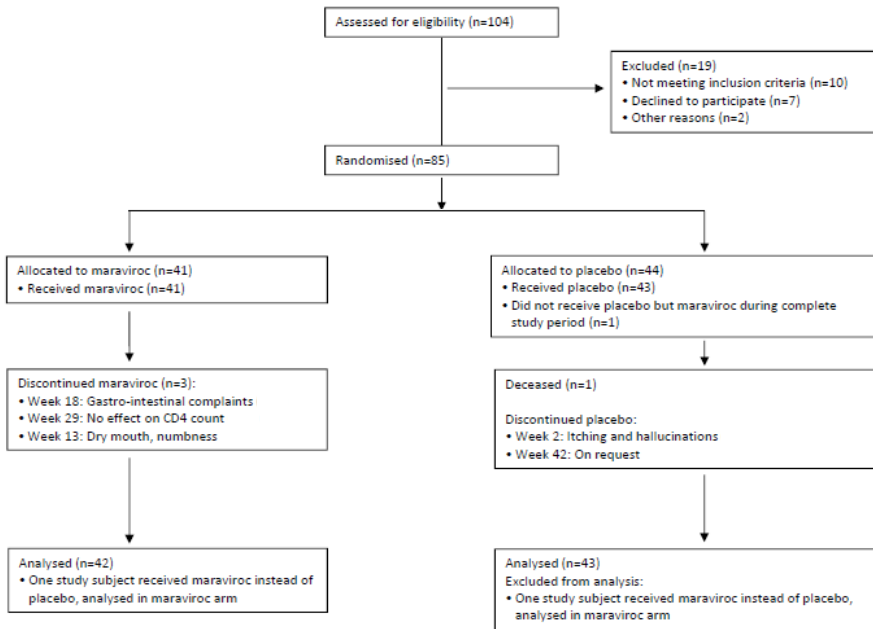 Assessed for eligibility (n=104)
Excluded (n=19)
• Not meeting inclusion criteria (n=10)
• Declined to participate (n=7)
• Other reasons (n=2)
Randomised (n=85)
Allocated to maraviroc (n=41)
• Received maraviroc (n=41)
Allocated to placebo (n=44)
• Received placebo (n=43)
• Did not receive placebo but maraviroc during complete
study period (n=1)
Discontinued maraviroc (n=3):
• Week 18: Gastro-intestinal complaints
• Week 29: No effect on CD4 count
• Week 13: Dry mouth, numbness
Deceased (n=1)
Discontinued placebo:
• Week 2: Itching and hallucinations
• Week 42: On request
Analysed (n=42)
• One study subject received maraviroc instead of
placebo, analysed in maraviroc arm
Analysed (n=43)
Excluded from analysis:
• One study subject received maraviroc instead of placebo,
analysed in maraviroc arm